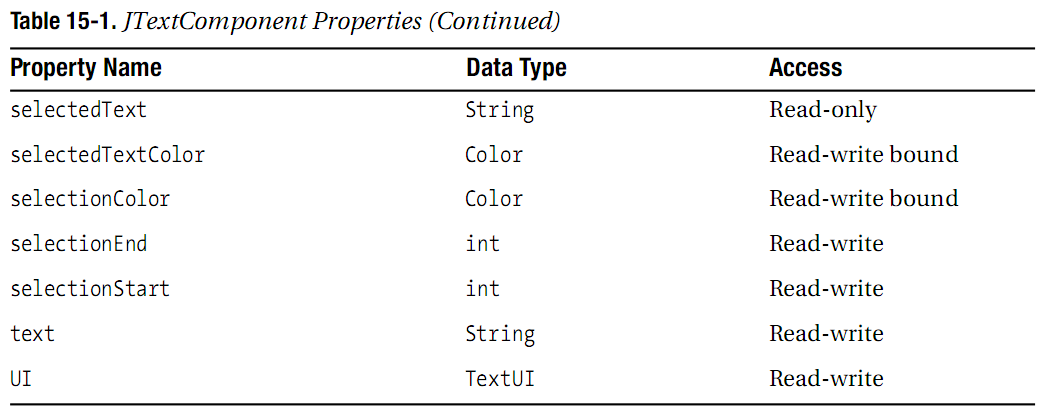 Table 15-1. JTextComponent Properties (Continued)
Property Name Data Type Access
selectedText String Read-only
selectedTextColor Color Read-write bound
selectionColor Color Read-write bound
selectionEnd int Read-write
selectionStart int Read-write
text String Read-write
UI TextUI Read-write